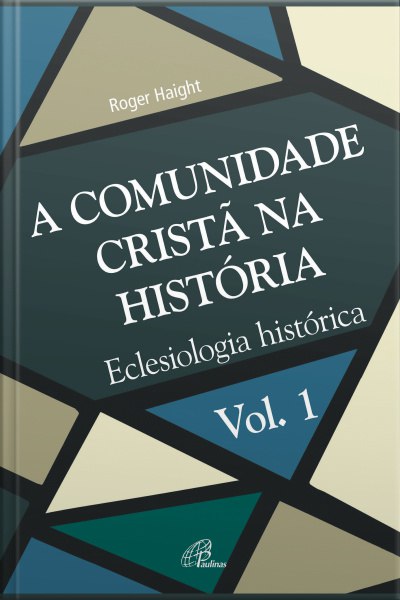 Roger Haight
A COMUNIDADE
CRISTÃ NA
HISTÓRIA
Eclesiologia histórica
Vol. 1
Paulinas